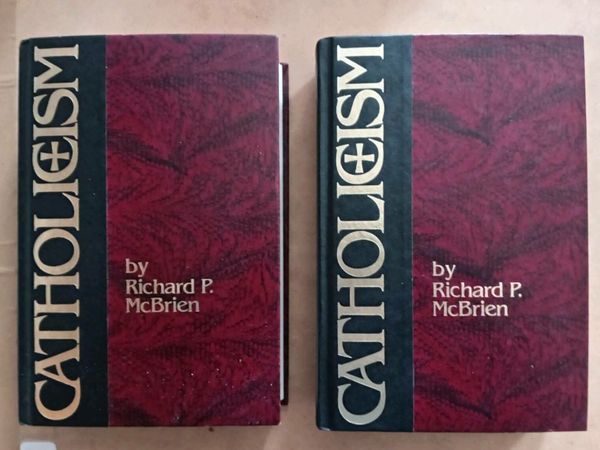 CATHOLICISM
by
Richard P.
McBrien
CATHOLICISM
by
Richard P.
McBrien